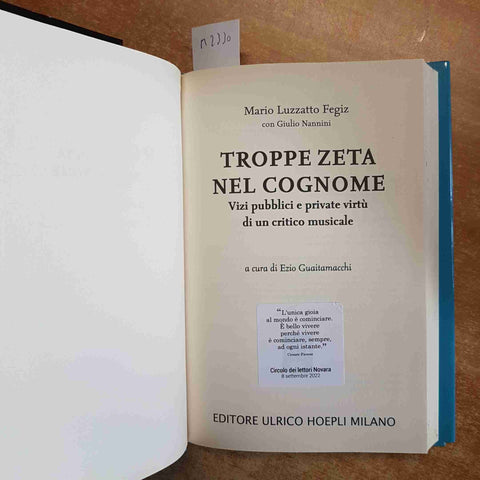 n2330
Mario Luzzatto Fegiz
con Giulio Nannini
TROPPE ZETA
NEL COGNOME
Vizi pubblici e private virtù
di un critico musicale
a cura di Ezio Guaitamacchi
"L'unica gioia
al mondo è cominciare.
È bello vivere
perché vivere
è cominciare, sempre,
ad ogni istante."
Cesare Pavese
Circolo dei lettori Novara
8 settembre 2022
EDITORE ULRICO HOEPLI MILANO